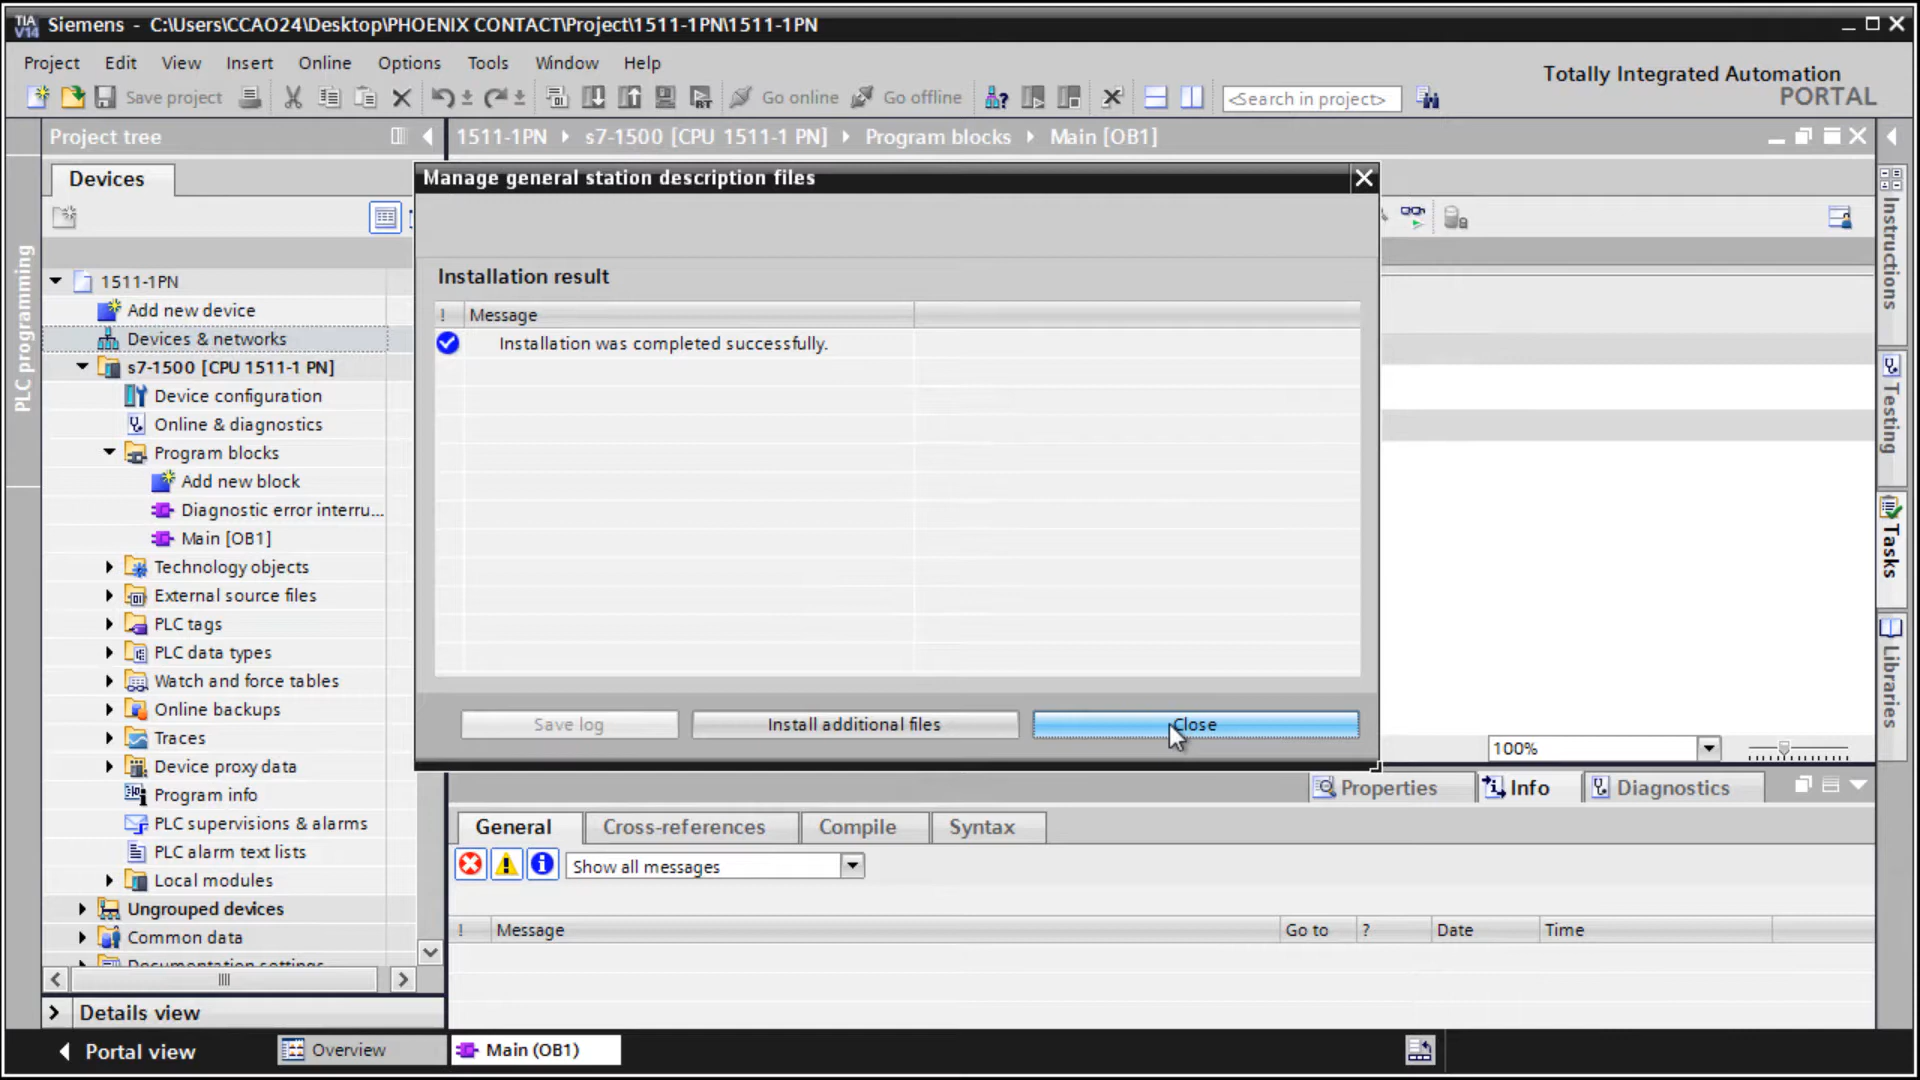 TIA V14
Siemens - C:\Users\CCAO24\Desktop\PHOENIX CONTACT\Project\1511-1PN\1511-1PN
Project Edit View Insert Online Options Tools Window Help
Totally Integrated Automation
PORTAL
Save project Go online Go offline <Search in project>
Project tree
1511-1PN s7-1500 [CPU 1511-1 PN] Program blocks Main [OB1]
Devices
PLC programming
1511-1PN
Add new device
Devices & networks
s7-1500 [CPU 1511-1 PN]
Device configuration
Online & diagnostics
Program blocks
Add new block
Diagnostic error interru...
Main [OB1]
Technology objects
External source files
PLC tags
PLC data types
Watch and force tables
Online backups
Traces
Device proxy data
Program info
PLC supervisions & alarms
PLC alarm text lists
Local modules
Ungrouped devices
Common data
Documentation settings
Details view
Manage general station description files
Installation result
! Message
Installation was completed successfully.
Save log Install additional files Close
100%
Properties Info Diagnostics
General Cross-references Compile Syntax
Show all messages
! Message Go to ? Date Time
Instructions
Testing
Tasks
Libraries
Portal view Overview Main (OB1)